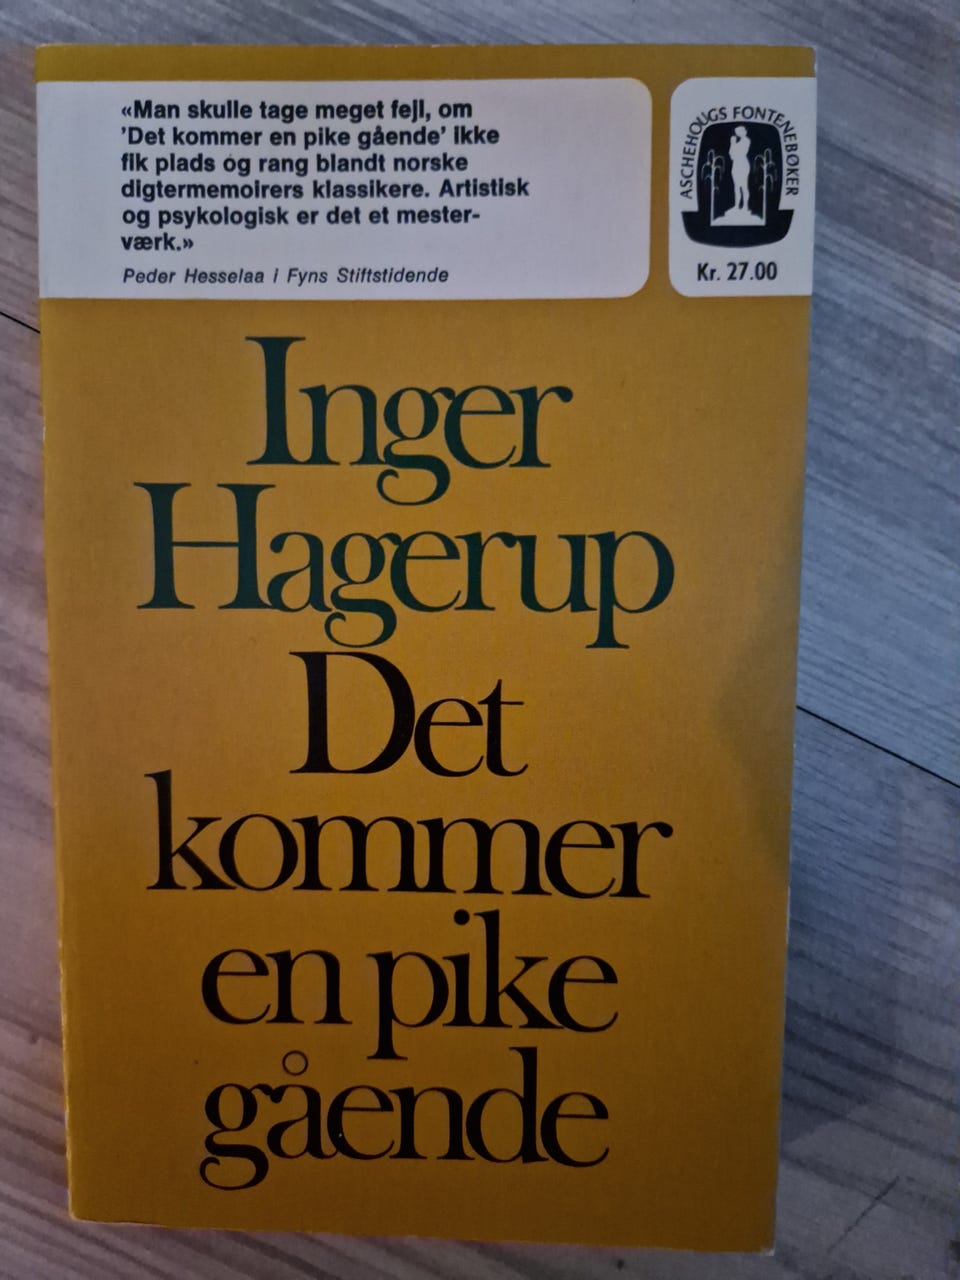 «Man skulle tage meget fejl, om
'Det kommer en pike gående' ikke
fik plads og rang blandt norske
digtermemoirers klassikere. Artistisk
og psykologisk er det et mester-
værk.»
Peder Hesselaa i Fyns Stiftstidende
ASCHEHOUGS FONTENEBØKER
Kr. 27.00
Inger
Hagerup
Det
kommer
en pike
gående